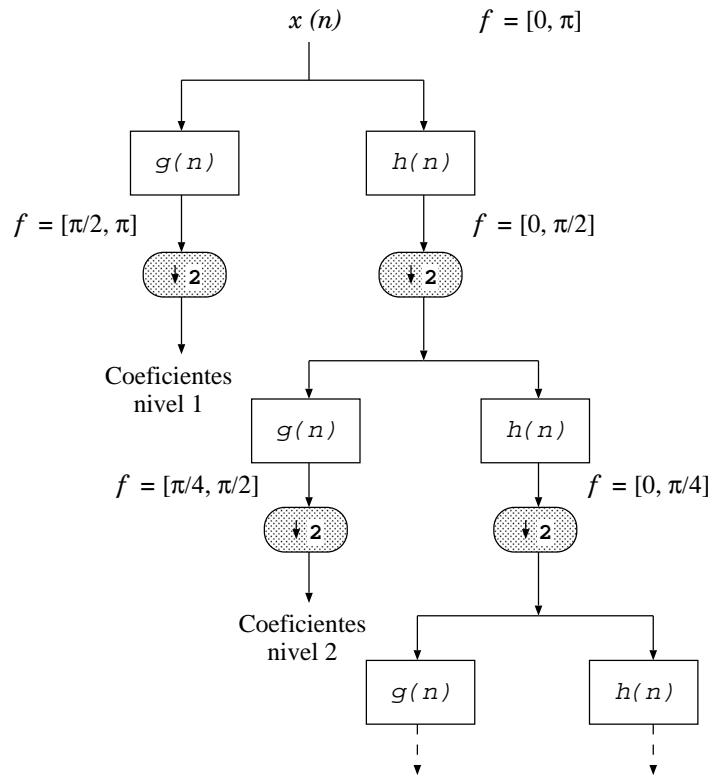 x (n)
f = [0, π]
g(n)
h(n)
f = [π/2, π]
f = [0, π/2]
↓ 2
↓ 2
Coeficientes
nivel 1
g(n)
h(n)
f = [π/4, π/2]
f = [0, π/4]
↓ 2
↓ 2
Coeficientes
nivel 2
g(n)
h(n)